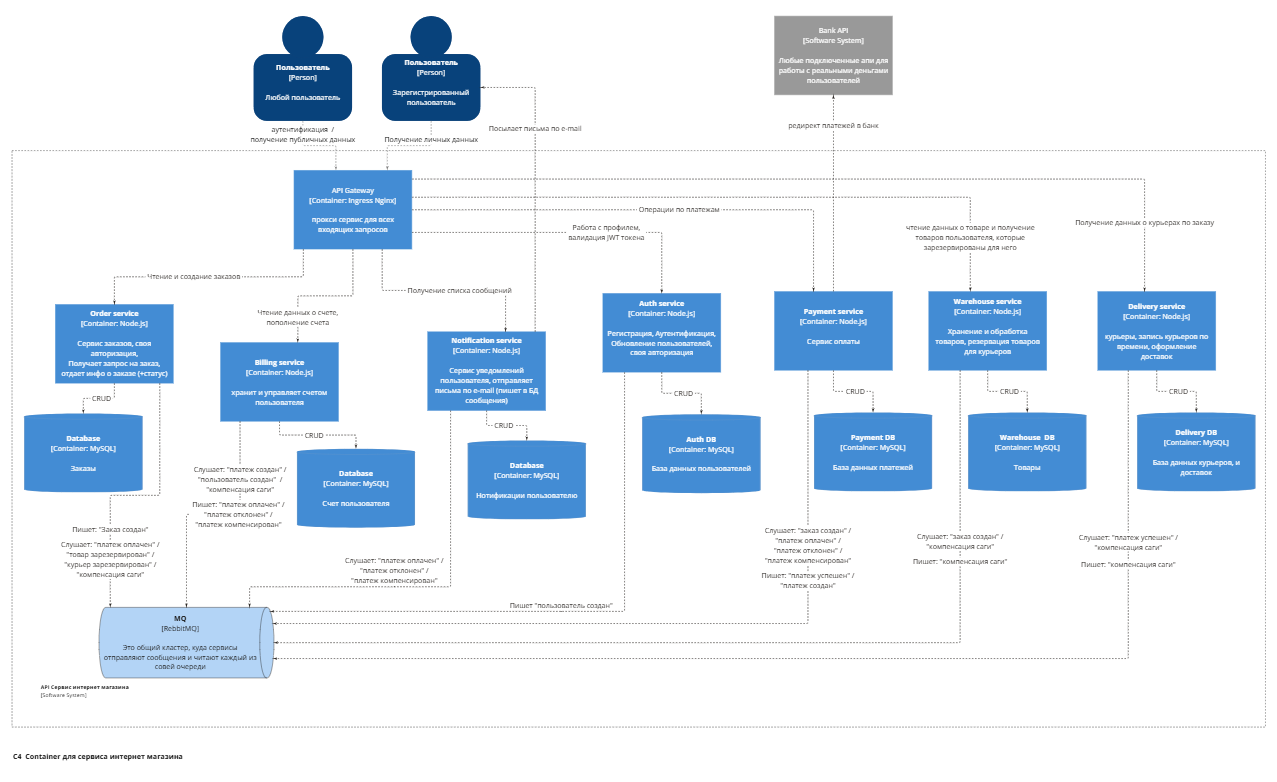 Пользователь
[Person]
Любой пользователь
Пользователь
[Person]
Зарегистрированный
пользователь
Bank API
[Software System]
Любые подключенные апи для
работы с реальными деньгами
пользователей
аутентификация /
получение публичных данных
Получение личных данных
Посылает письма по e-mail
редирект платежей в банк
API Gateway
[Container: Ingress Nginx]
прокси сервис для всех
входящих запросов
Операции по платежам
Работа с профилем,
валидация JWT токена
чтение данных о товаре и получение
товаров пользователя, которые
зарезервированы для него
Получение данных о курьерах по заказу
Чтение и создание заказов
Получение списка сообщений
Чтение данных о счете,
пополнение счета
Order service
[Container: Node.js]
Сервис заказов, своя
авторизация,
Получает запрос на заказ,
отдает инфо о заказе (+статус)
Billing service
[Container: Node.js]
хранит и управляет счетом
пользователя
Notification service
[Container: Node.js]
Сервис уведомлений
пользователя, отправляет
письма по e-mail (пишет в БД
сообщения)
Auth service
[Container: Node.js]
Регистрация, Аутентификация,
Обновление пользователей,
своя авторизация
Payment service
[Container: Node.js]
Сервис оплаты
Warehouse service
[Container: Node.js]
Хранение и обработка
товаров, резервация товаров
для курьеров
Delivery service
[Container: Node.js]
курьеры, запись курьеров по
времени, оформление
доставок
CRUD
CRUD
CRUD
CRUD
CRUD
CRUD
CRUD
Database
[Container: MySQL]
Заказы
Database
[Container: MySQL]
Счет пользователя
Database
[Container: MySQL]
Нотификации пользователю
Auth DB
[Container: MySQL]
База данных пользователей
Payment DB
[Container: MySQL]
База данных платежей
Warehouse DB
[Container: MySQL]
Товары
Delivery DB
[Container: MySQL]
База данных курьеров, и
доставок
Слушает: "платеж создан" /
"пользователь создан" /
"компенсация саги"
Пишет: "платеж оплачен" /
"платеж отклонен" /
"платеж компенсирован"
Пишет: "Заказ создан"
Слушает: "платеж оплачен" /
"товар зарезервирован" /
"курьер зарезервирован" /
"компенсация саги"
Слушает: "платеж оплачен" /
"платеж отклонен" /
"платеж компенсирован"
Пишет "пользователь создан"
Слушает: "заказ создан" /
"платеж оплачен" /
"платеж отклонен" /
"платеж компенсирован"
Пишет: "платеж успешен" /
"платеж создан"
Слушает: "заказ создан" /
"компенсация саги"
Пишет: "компенсация саги"
Слушает: "платеж успешен" /
"компенсация саги"
Пишет: "компенсация саги"
MQ
[RebbitMQ]
Это общий кластер, куда сервисы
отправляют сообщения и читают каждый из
совей очереди
API Сервис интернет магазина
[Software System]
C4 Container для сервиса интернет магазина